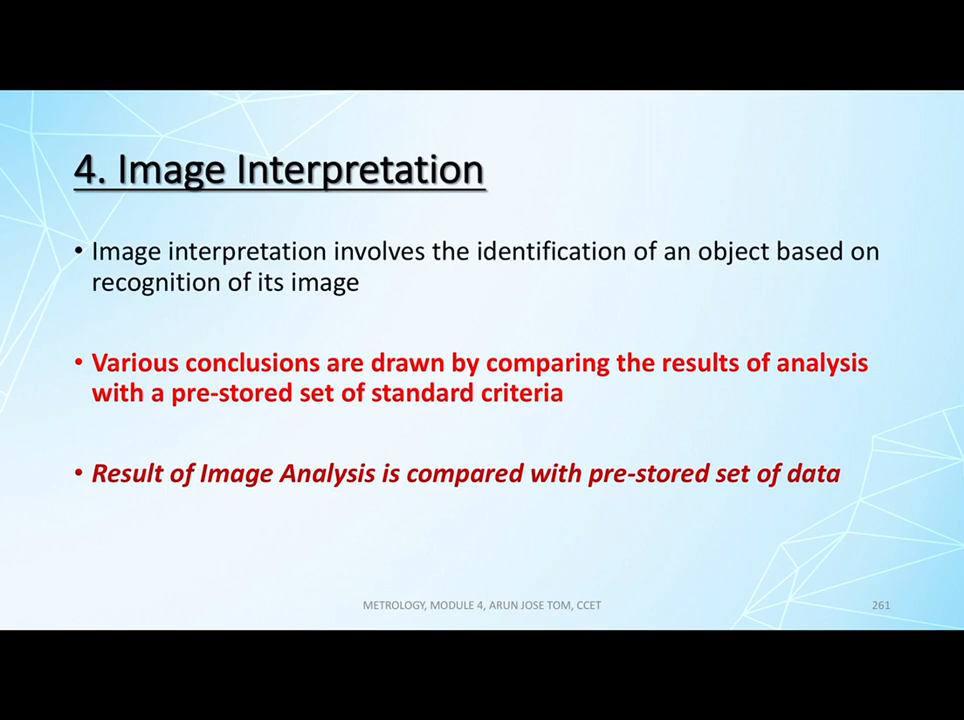 4. Image Interpretation
• Image interpretation involves the identification of an object based on
recognition of its image
• Various conclusions are drawn by comparing the results of analysis
with a pre-stored set of standard criteria
• Result of Image Analysis is compared with pre-stored set of data
METROLOGY, MODULE 4, ARUN JOSE TOM, CCET
261